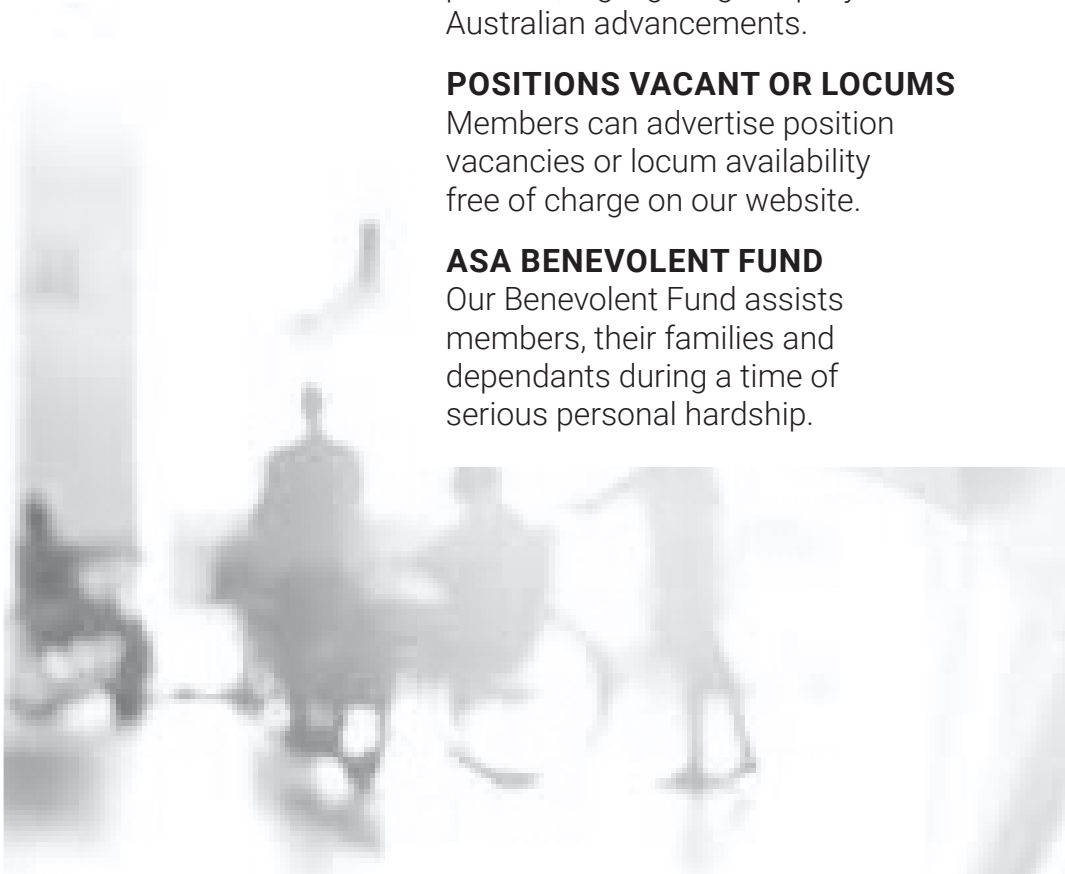 Australian advancements.
POSITIONS VACANT OR LOCUMS
Members can advertise position
vacancies or locum availability
free of charge on our website.
ASA BENEVOLENT FUND
Our Benevolent Fund assists
members, their families and
dependants during a time of
serious personal hardship.